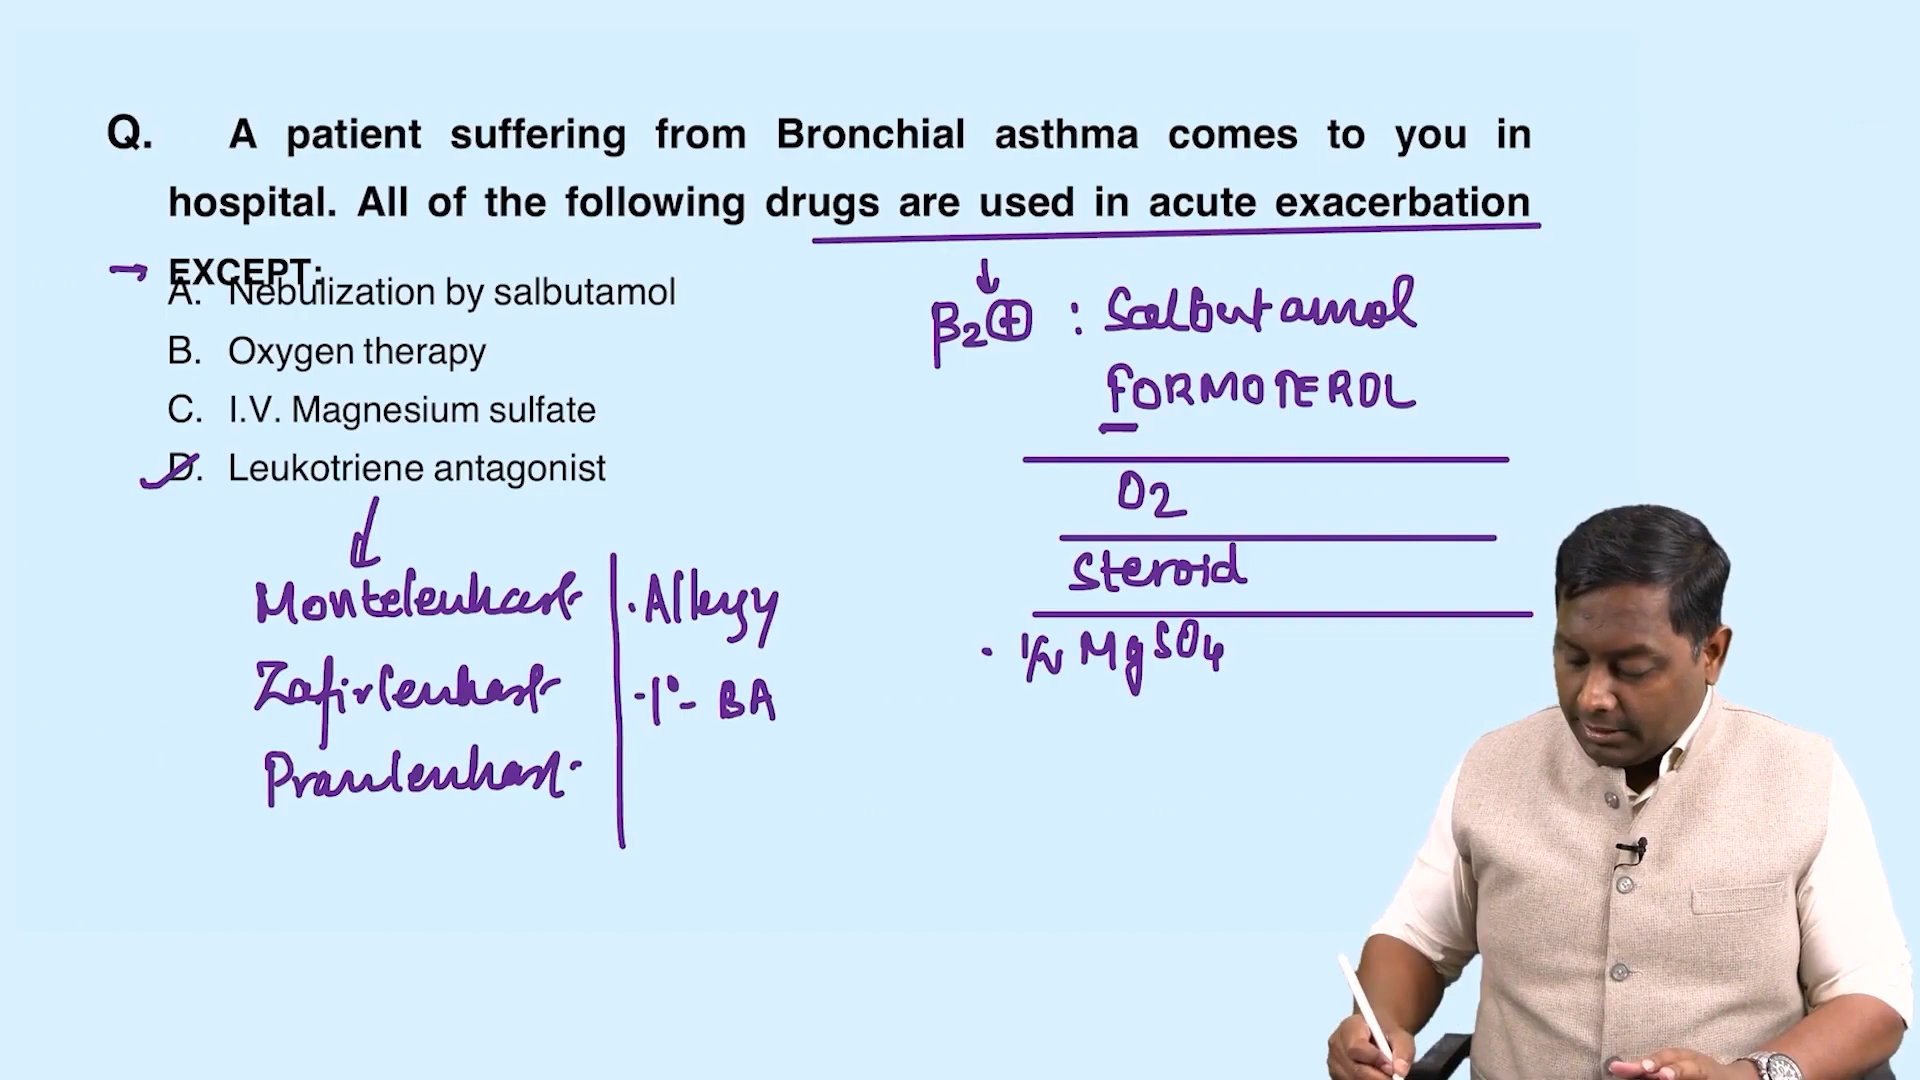 Q. A patient suffering from Bronchial asthma comes to you in
hospital. All of the following drugs are used in acute exacerbation
→ EXCEPT:
A. Nebulization by salbutamol
B. Oxygen therapy
C. I.V. Magnesium sulfate
D. Leukotriene antagonist
β2⊕ : Salbutamol
FORMOTEROL
O2
Steroid
· I/v MgSO4
Montelukast
Zafirlukast
Pranlukast
· Allergy
- 1° - BA